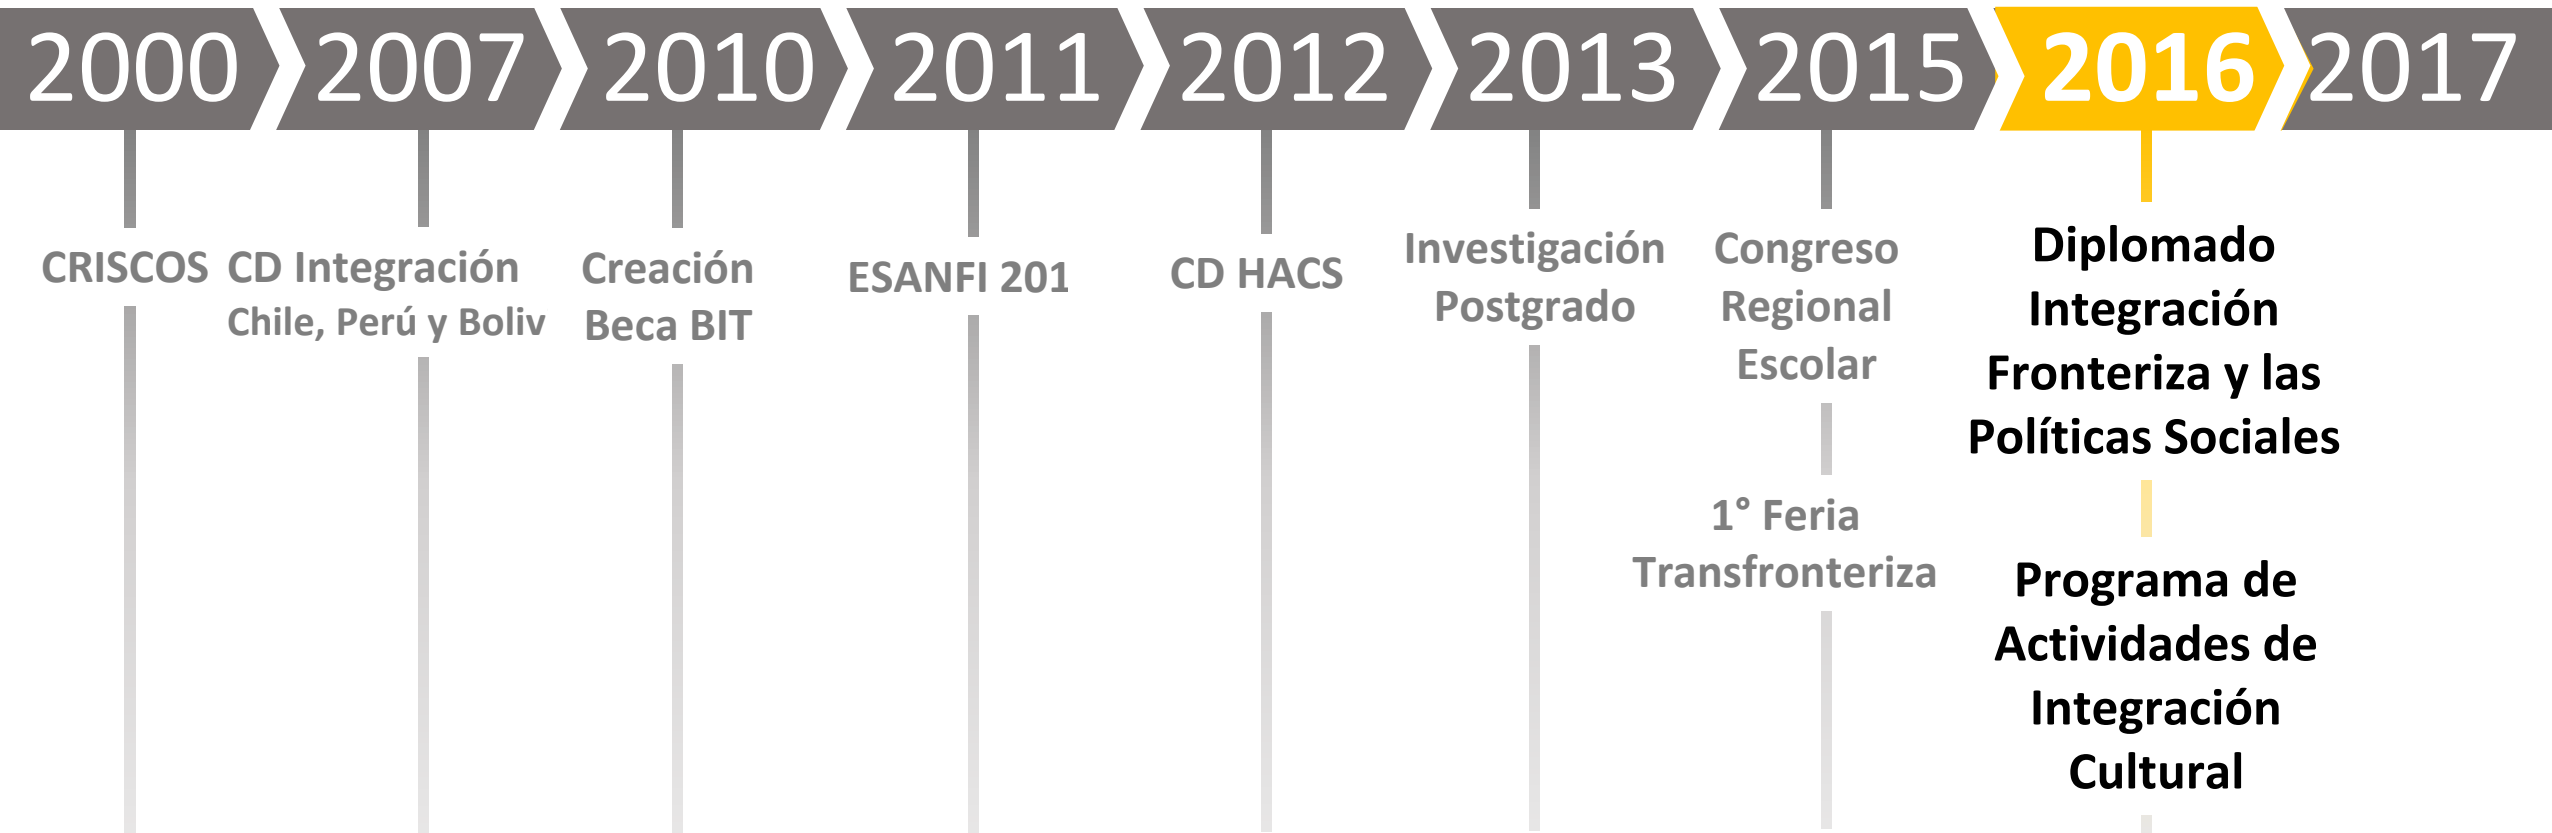 2000
2007
2010
2011
2012
2013
2015
2016
2017
CRISCOS
CD Integración
Chile, Perú y Boliv
Creación
Beca BIT
ESANFI 201
CD HACS
Investigación
Postgrado
Congreso
Regional
Escolar
1° Feria
Transfronteriza
Diplomado
Integración
Fronteriza y las
Políticas Sociales
Programa de
Actividades de
Integración
Cultural